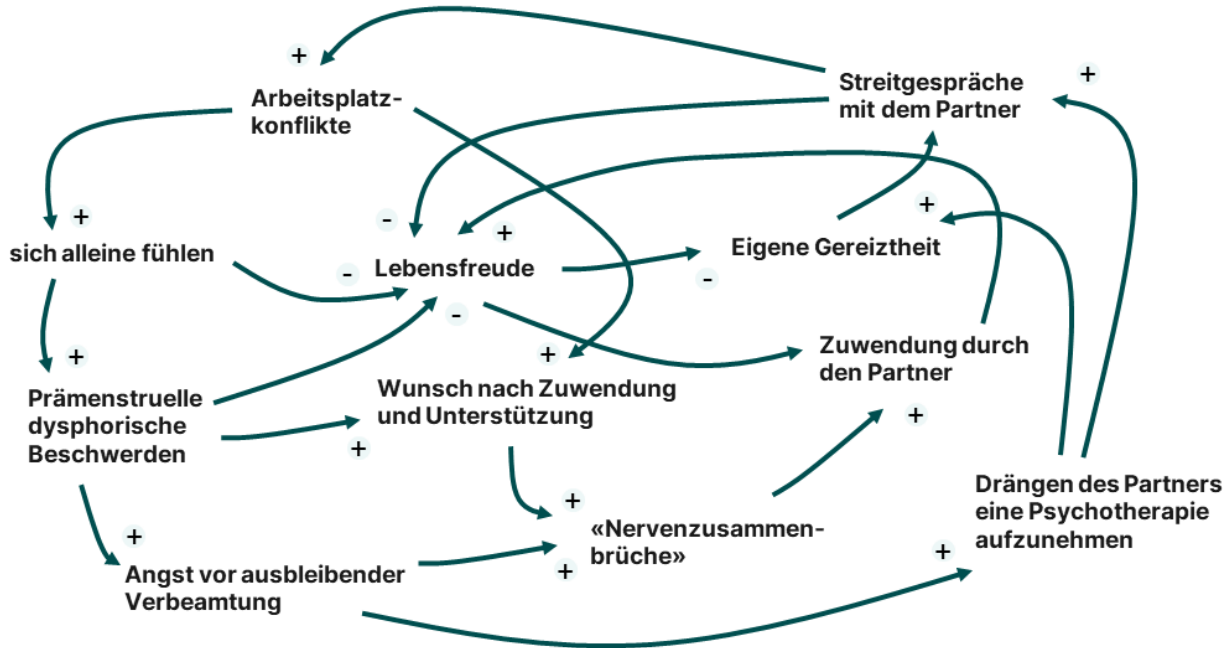 +
Streitgespräche
mit dem Partner
+
Arbeitsplatz-
konflikte
+
sich alleine fühlen
-
+
+
Eigene Gereiztheit
-
Lebensfreude
-
-
+
+
Zuwendung durch
den Partner
+
Prämenstruelle
dysphorische
Beschwerden
Wunsch nach Zuwendung
und Unterstützung
+
+
Drängen des Partners
eine Psychotherapie
aufzunehmen
+
«Nervenzusammen-
brüche»
+
+
+
Angst vor ausbleibender
Verbeamtung